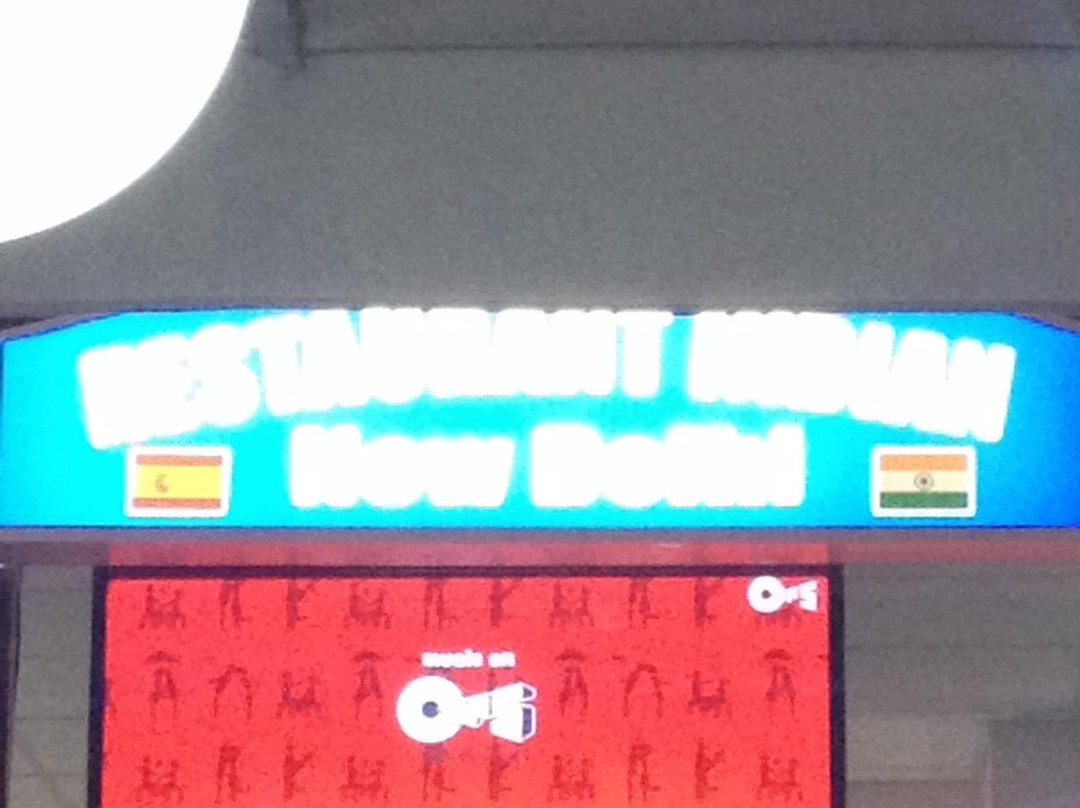 RESTAURANT INDIAN
New Delhi
music on